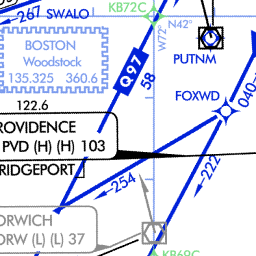 267 SWALO
KB72C
N42°
W72°
BOSTON
Woodstock
135.325 360.6
Q97
58
PUTNM
FOXWD
040
122.6
ROVIDENCE
PVD (H) (H) 103
RIDGEPORT
254
222
ORWICH
ORW (L) (L) 37
KB69C